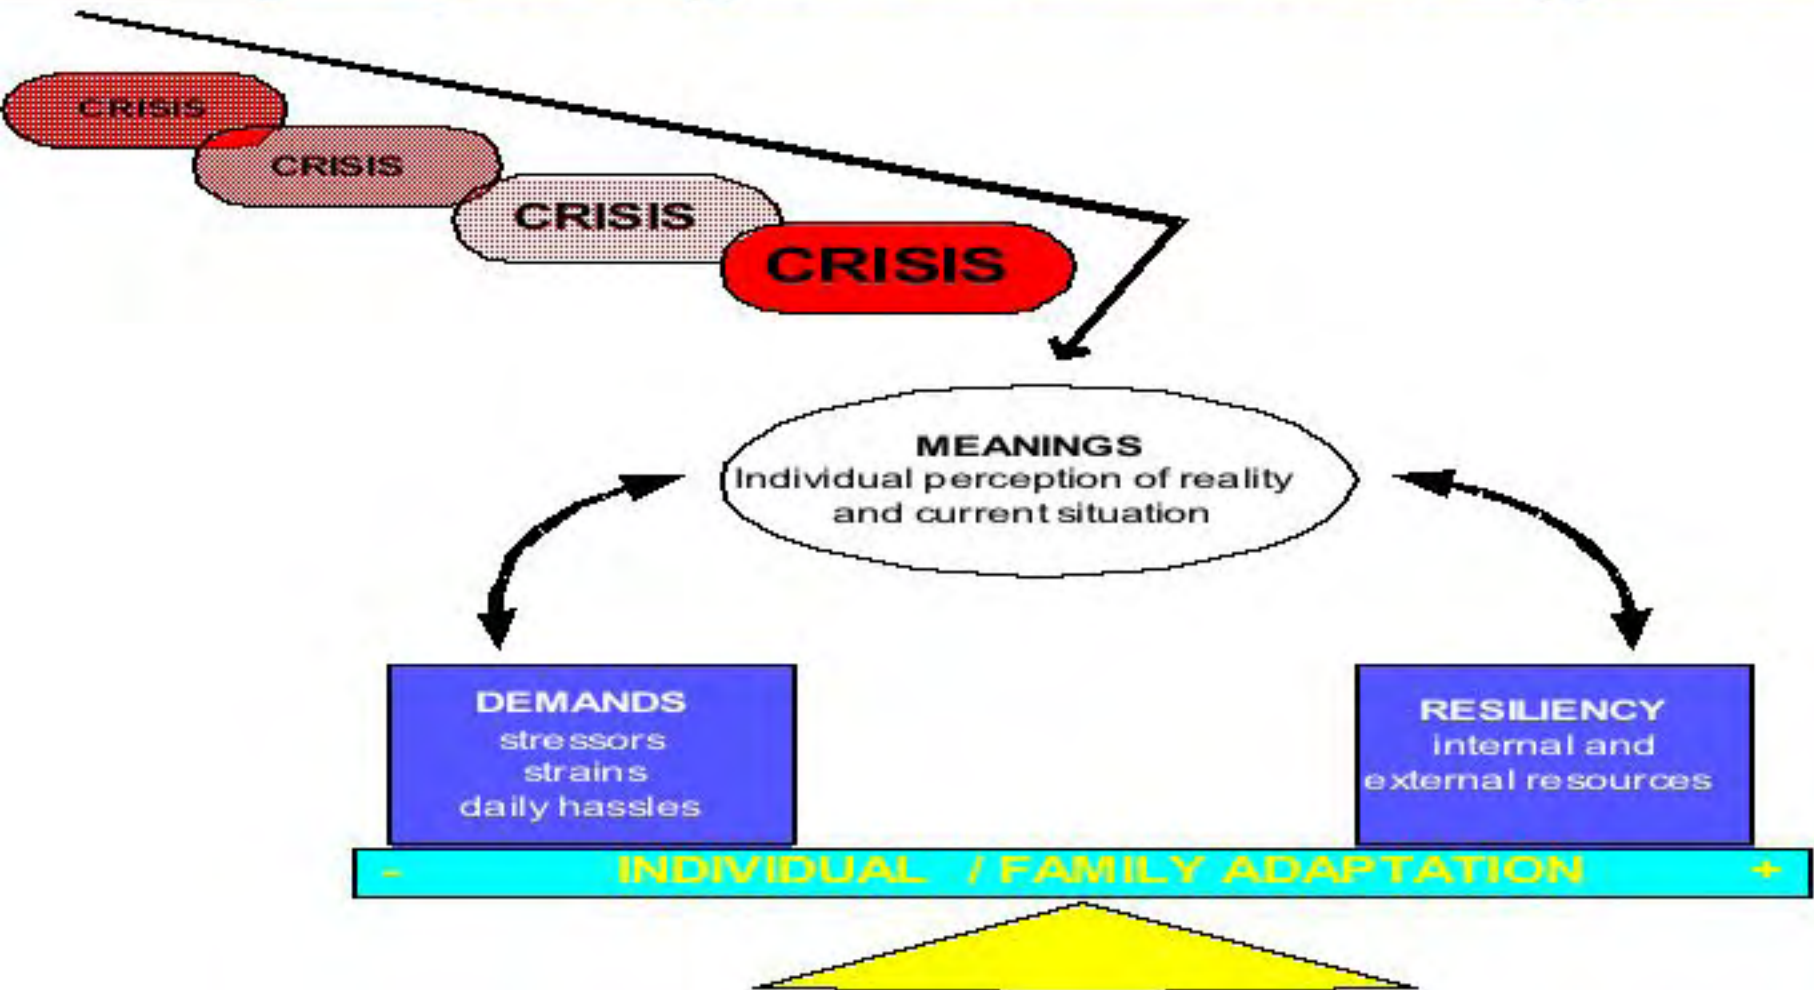 CRISIS
CRISIS
CRISIS
CRISIS
MEANINGS
Individual perception of reality
and current situation
DEMANDS
stressors
strains
daily hassles
RESILIENCY
internal and
external resources
- INDIVIDUAL / FAMILY ADAPTATION +